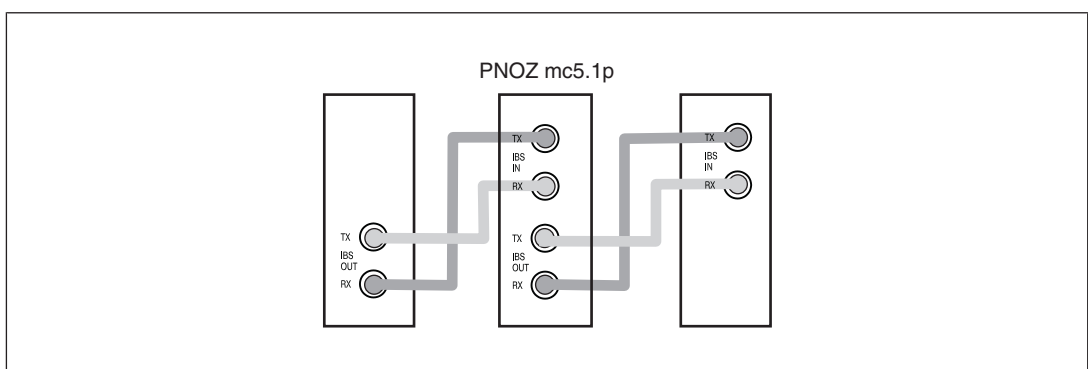 PNOZ mc5.1p
TX
IBS
OUT
RX
TX
IBS
IN
RX
TX
IBS
OUT
RX
TX
IBS
IN
RX